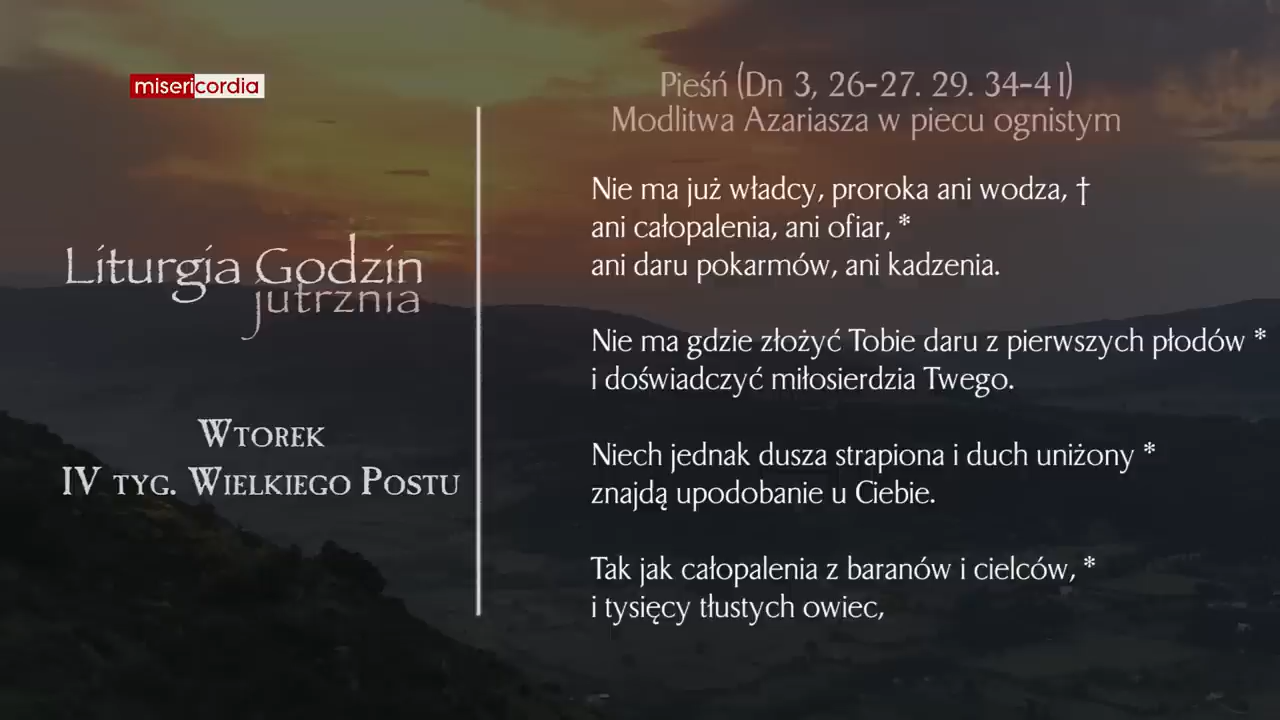 misericordia
Liturgia Godzin
jutrznia
Wtorek
IV tyg. Wielkiego Postu
Pieśń (Dn 3, 26-27. 29. 34-41)
Modlitwa Azariasza w piecu ognistym
Nie ma już władcy, proroka ani wodza, †
ani całopalenia, ani ofiar, *
ani daru pokarmów, ani kadzenia.
Nie ma gdzie złożyć Tobie daru z pierwszych płodów *
i doświadczyć miłosierdzia Twego.
Niech jednak dusza strapiona i duch uniżony *
znajdą upodobanie u Ciebie.
Tak jak całopalenia z baranów i cielców, *
i tysięcy tłustych owiec,